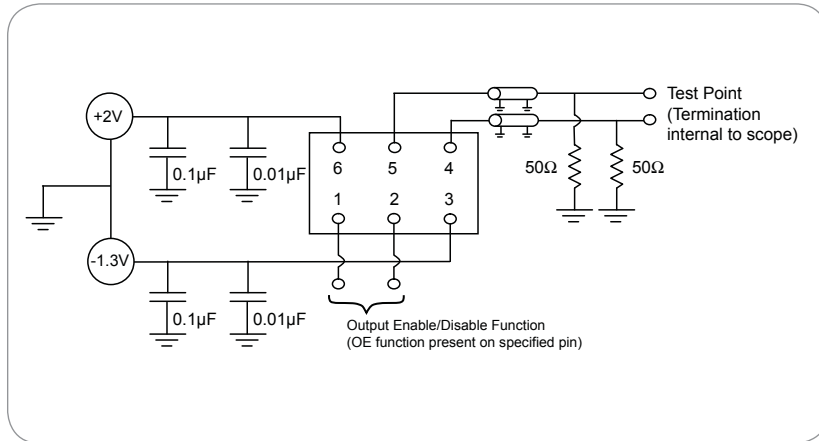 +2V
0.1µF
0.01µF
6 5 4
1 2 3
50Ω
50Ω
Test Point
(Termination
internal to scope)
-1.3V
0.1µF
0.01µF
Output Enable/Disable Function
(OE function present on specified pin)